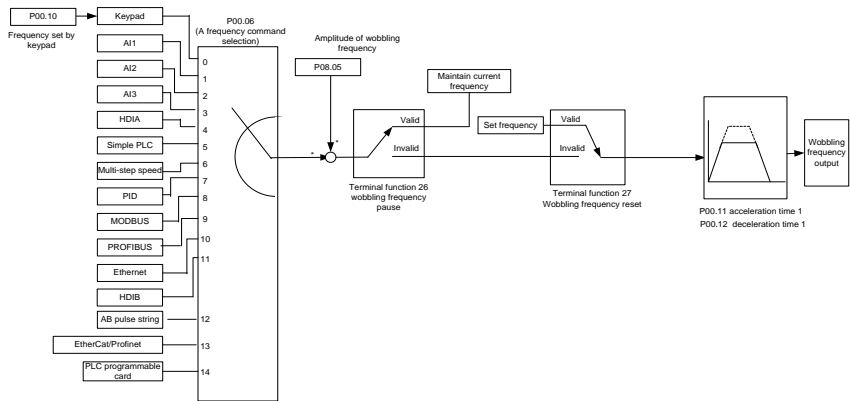 P00.10
Frequency set by
keypad
Keypad
AI1
AI2
AI3
HDIA
Simple PLC
Multi-step speed
PID
MODBUS
PROFIBUS
Ethernet
HDIB
AB pulse string
EtherCat/Profinet
PLC programmable
card
P00.06
(A frequency command
selection)
0
1
2
3
4
5
6
7
8
9
10
11
12
13
14
Amplitude of wobbling
frequency
P08.05
*
*
Valid
Invalid
Terminal function 26
wobbling frequency
pause
Maintain current
frequency
Set frequency
Valid
Invalid
Terminal function 27
Wobbling frequency reset
P00.11 acceleration time 1
P00.12 deceleration time 1
Wobbling
frequency
output